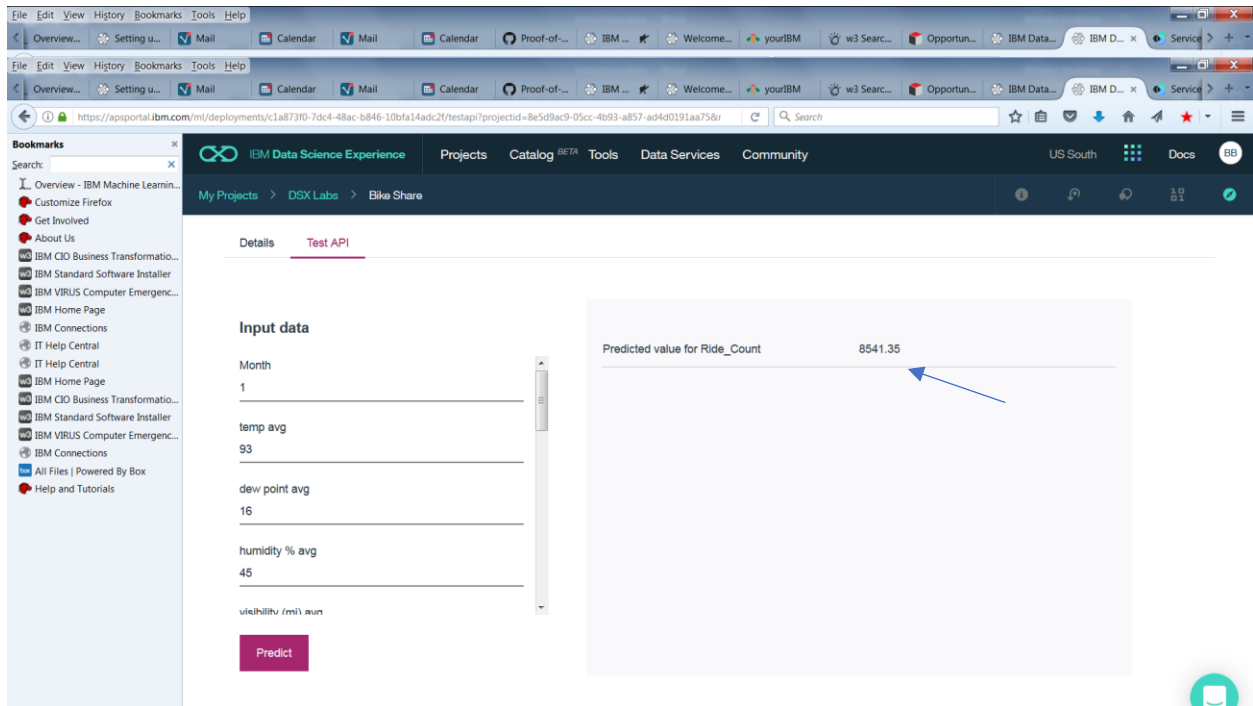 File Edit View History Bookmarks Tools Help
Overview... Setting u... Mail Calendar Mail Calendar Proof-of-... IBM ... Welcome... yourIBM w3 Searc... Opportun... IBM Data... IBM D... × Service
File Edit View History Bookmarks Tools Help
Overview... Setting u... Mail Calendar Mail Calendar Proof-of-... IBM ... Welcome... yourIBM w3 Searc... Opportun... IBM Data... IBM D... × Service
https://apsportal.ibm.com/ml/deployments/c1a873f0-7dc4-48ac-b846-10bfa14adc2f/testapi?projectid=8e5d9ac9-05cc-4b93-a857-ad4d0191aa75&r Search
Bookmarks ×
Search:
Overview - IBM Machine Learnin...
Customize Firefox
Get Involved
About Us
IBM CIO Business Transformatio...
IBM Standard Software Installer
IBM VIRUS Computer Emergenc...
IBM Home Page
IBM Connections
IT Help Central
IT Help Central
IBM Home Page
IBM CIO Business Transformatio...
IBM Standard Software Installer
IBM VIRUS Computer Emergenc...
IBM Connections
All Files | Powered By Box
Help and Tutorials
IBM Data Science Experience Projects Catalog BETA Tools Data Services Community US South Docs BB
My Projects > DSX Labs > Bike Share
Details Test API
Input data
Month
1
temp avg
93
dew point avg
16
humidity % avg
45
visibility (mi) avg
Predict
Predicted value for Ride_Count 8541.35